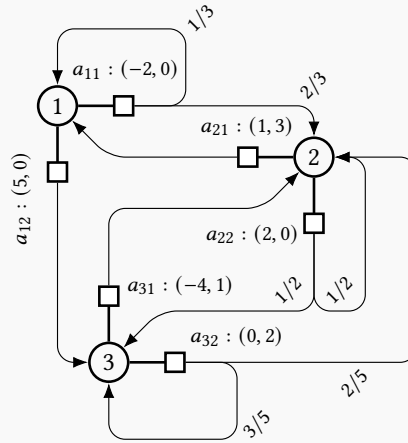 1/3
a₁₁ : (−2, 0)
2/3
1
a₂₁ : (1, 3)
2
a₁₂ : (5, 0)
a₂₂ : (2, 0)
a₃₁ : (−4, 1)
1/2
1/2
a₃₂ : (0, 2)
3
2/5
3/5